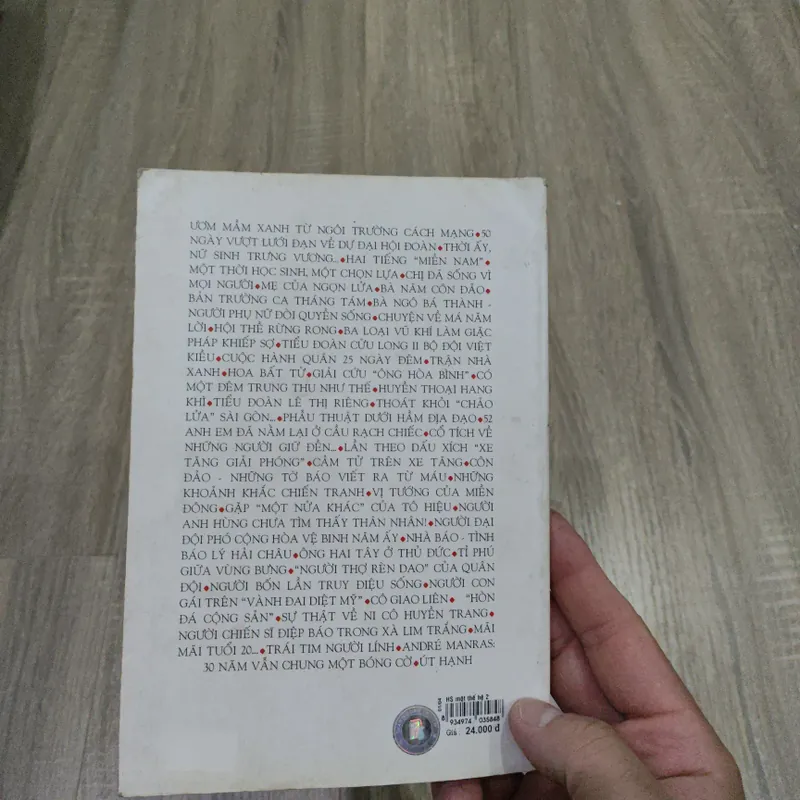 ƯƠM MẦM XANH TỪ NGÔI TRƯỜNG CÁCH MẠNG◆50
NGÀY VƯỢT LƯỚI ĐẠN VỀ DỰ ĐẠI HỘI ĐOÀN◆THỜI ẤY,
NỮ SINH TRƯNG VƯƠNG...◆HAI TIẾNG “MIỀN NAM”◆
MỘT THỜI HỌC SINH, MỘT CHỌN LỰA◆CHỊ ĐÃ SỐNG VÌ
MỌI NGƯỜI◆MẸ CỦA NGỌN LỬA◆BÀ NĂM CÔN ĐẢO◆
BẢN TRƯỜNG CA THÁNG TÁM◆BÀ NGÔ BÁ THÀNH -
NGƯỜI PHỤ NỮ ĐÒI QUYỀN SỐNG◆CHUYỆN VỀ MÁ NĂM
LỜI◆HỘI THỀ RỪNG RONG◆BA LOẠI VŨ KHÍ LÀM GIẶC
PHÁP KHIẾP SỢ◆TIỂU ĐOÀN CỬU LONG II BỘ ĐỘI VIỆT
KIỀU◆CUỘC HÀNH QUÂN 25 NGÀY ĐÊM◆TRẬN NHÀ
XANH◆HOA BẤT TỬ◆GIẢI CỨU “ÔNG HÒA BÌNH”◆CÓ
MỘT ĐÊM TRUNG THU NHƯ THẾ◆HUYỀN THOẠI HANG
KHỈ◆TIỂU ĐOÀN LÊ THỊ RIÊNG◆THOÁT KHỎI “CHẢO
LỬA” SÀI GÒN...◆PHẪU THUẬT DƯỚI HẦM ĐỊA ĐẠO◆52
ANH EM ĐÃ NẰM LẠI Ở CẦU RẠCH CHIẾC◆CỔ TÍCH VỀ
NHỮNG NGƯỜI GIỮ ĐỀN...◆LẦN THEO DẤU XÍCH “XE
TĂNG GIẢI PHÓNG”◆CẢM TỬ TRÊN XE TĂNG◆CÔN
ĐẢO - NHỮNG TỜ BÁO VIẾT RA TỪ MÁU◆NHỮNG
KHOẢNH KHẮC CHIẾN TRANH◆VỊ TƯỚNG CỦA MIỀN
ĐÔNG◆GẶP “MỘT NỬA KHÁC” CỦA TÔ HIỆU◆NGƯỜI
ANH HÙNG CHƯA TÌM THẤY THÂN NHÂN!◆NGƯỜI ĐẠI
ĐỘI PHÓ CỘNG HÒA VỆ BINH NĂM ẤY◆NHÀ BÁO - TÌNH
BÁO LÝ HẢI CHÂU◆ÔNG HAI TÂY Ở THỦ ĐỨC◆TỈ PHÚ
GIỮA VÙNG BƯNG◆“NGƯỜI THỢ RÈN DAO” CỦA QUÂN
ĐỘI◆NGƯỜI BỐN LẦN TRUY ĐIỆU SỐNG◆NGƯỜI CON
GÁI TRÊN “VÀNH ĐAI DIỆT MỸ”◆CÔ GIAO LIÊN◆ “HÒN
ĐÁ CỘNG SẢN”◆SỰ THẬT VỀ NI CÔ HUYỀN TRANG◆
NGƯỜI CHIẾN SĨ ĐIỆP BÁO TRONG XÀ LIM TRẮNG◆MÃI
MÃI TUỔI 20...◆TRÁI TIM NGƯỜI LÍNH◆ANDRÉ MANRAS:
30 NĂM VẪN CHUNG MỘT BÓNG CỜ◆ÚT HẠNH
HS một thế hệ 2
8 934974 035848
Giá : 24.000 đ